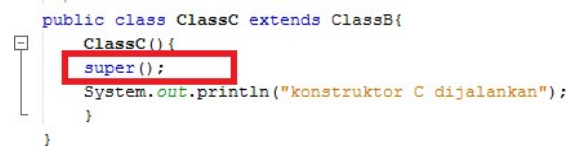 public class ClassC extends ClassB{
ClassC(){
super();
System.out.println("konstruktor C dijalankan");
}
}